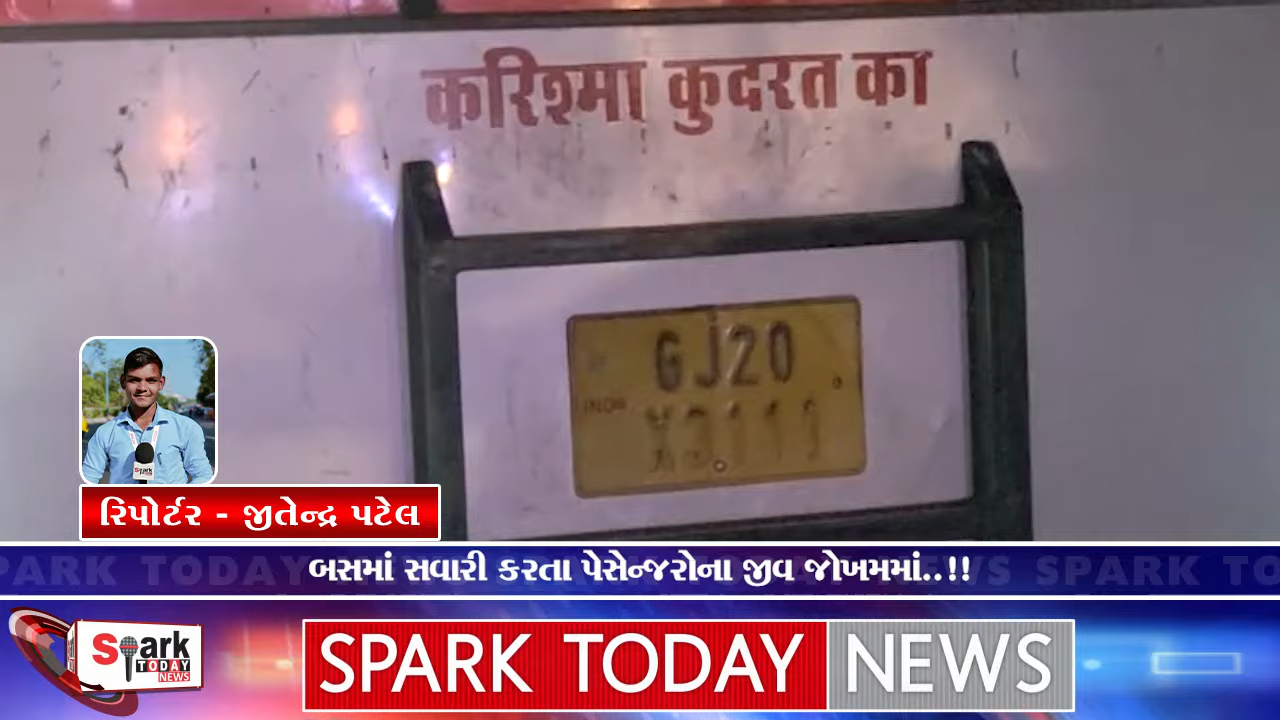 करिश्मा कुदरत का
GJ20
રિપોર્ટર - જીતેન્દ્ર પટેલ
બસમાં સવારી કરતા પેસેન્જરોના જીવ જોખમમાં..!!
Spark
TODAY
NEWS
SPARK TODAY NEWS